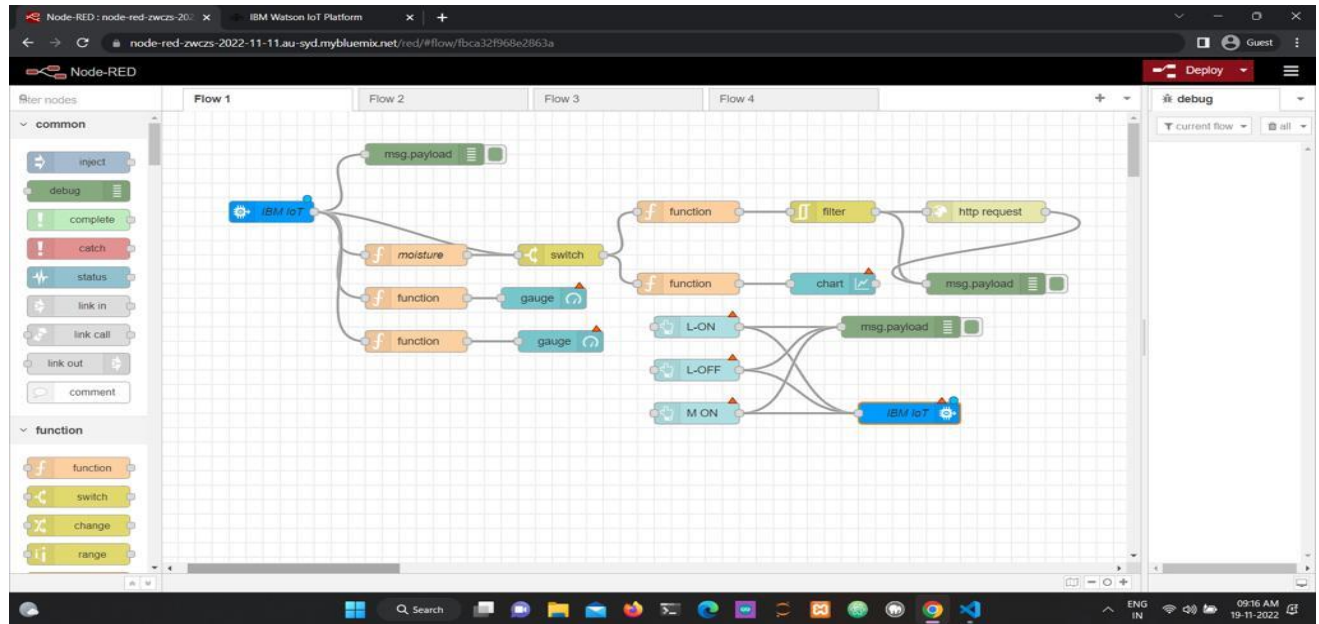 Node-RED : node-red-zwczs-202
IBM Watson IoT Platform
node-red-zwczs-2022-11-11.au-syd.mybluemix.net/red/#flow/fbca32f968e2863a
Guest
Node-RED
Deploy
filter nodes
Flow 1
Flow 2
Flow 3
Flow 4
debug
current flow
all
common
inject
debug
complete
catch
status
link in
link call
link out
comment
function
function
switch
change
range
msg.payload
IBM IoT
function
filter
http request
moisture
switch
function
chart
msg.payload
function
gauge
L-ON
msg.payload
function
gauge
L-OFF
M ON
IBM IoT
Search
ENG
IN
09:16 AM
19-11-2022